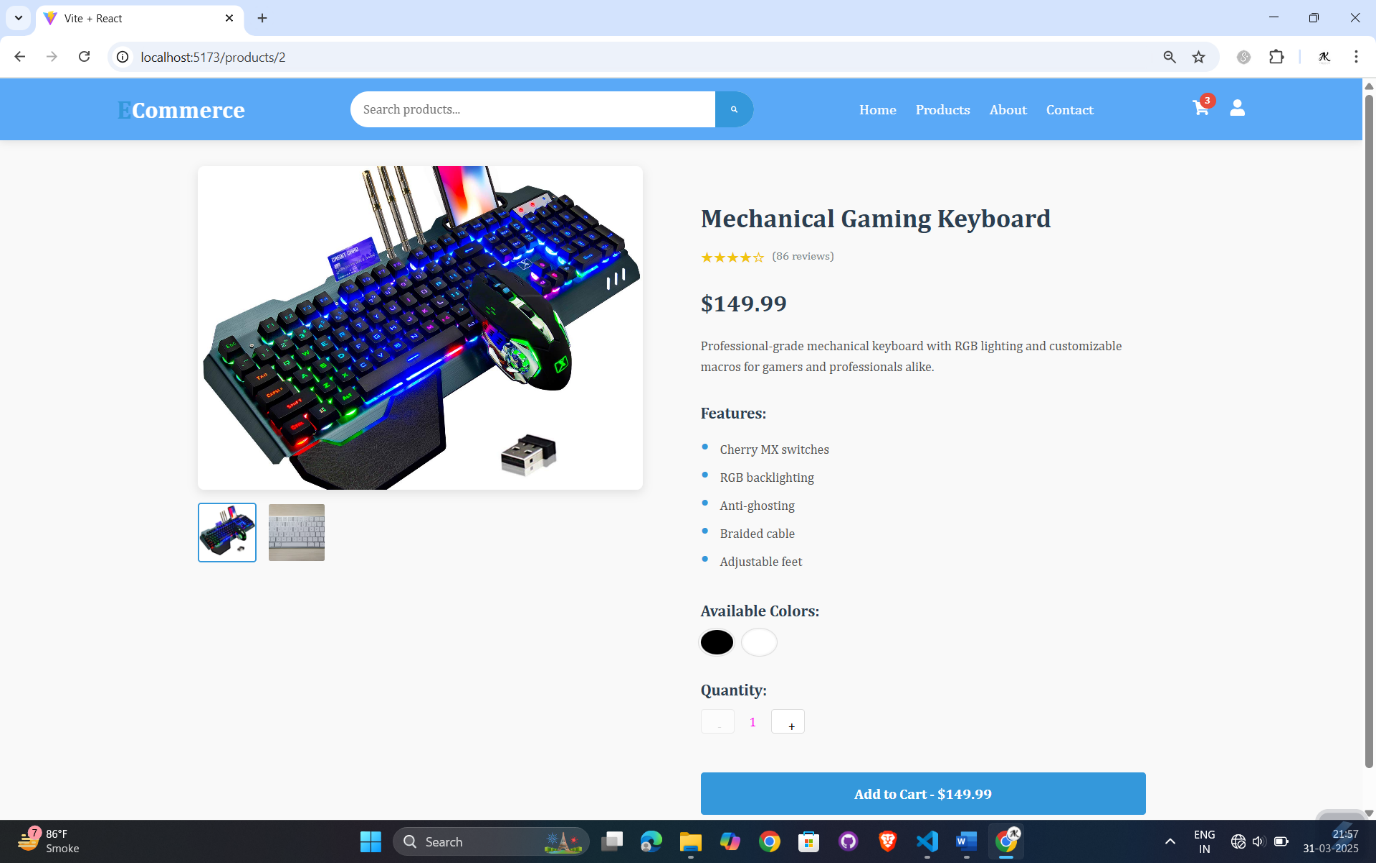 Vite + React
localhost:5173/products/2
ECommerce
Search products...
Home
Products
About
Contact
3
Mechanical Gaming Keyboard
★★★★☆ (86 reviews)
$149.99
Professional-grade mechanical keyboard with RGB lighting and customizable
macros for gamers and professionals alike.
Features:
Cherry MX switches
RGB backlighting
Anti-ghosting
Braided cable
Adjustable feet
Available Colors:
Quantity:
- 1 +
Add to Cart - $149.99
7
86°F
Smoke
Search
ENG
IN
21:57
31-03-2025